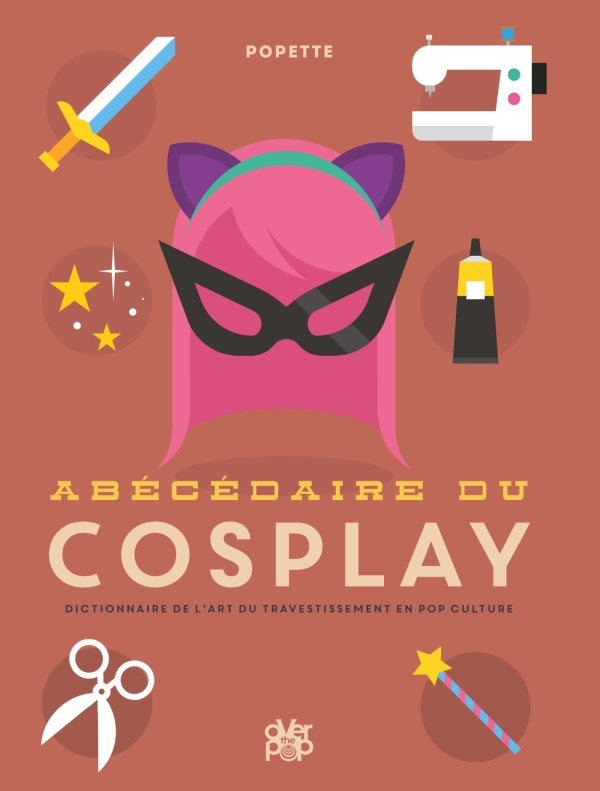 POPETTE
ABÉCÉDAIRE DU
COSPLAY
DICTIONNAIRE DE L'ART DU TRAVESTISSEMENT EN POP CULTURE
over
the
pop